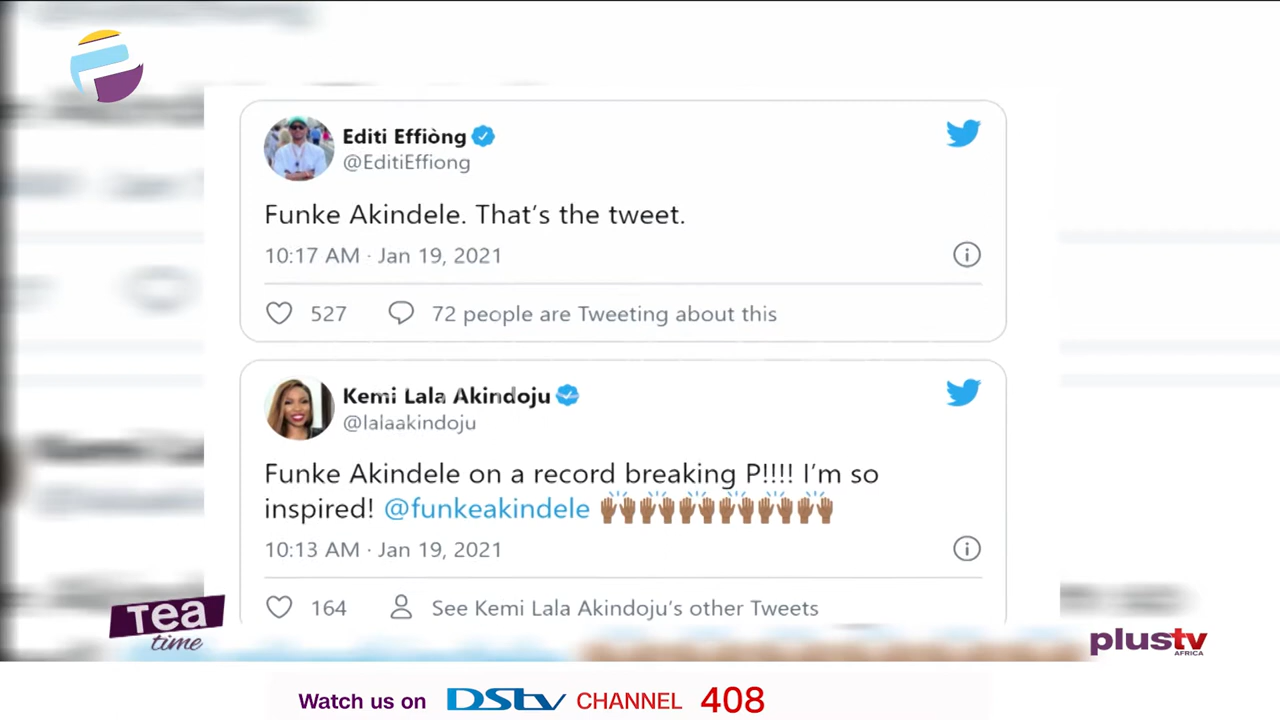 Editi Effiòng
@EditiEffiong
Funke Akindele. That's the tweet.
10:17 AM · Jan 19, 2021
527 72 people are Tweeting about this
Kemi Lala Akindoju
@lalaakindoju
Funke Akindele on a record breaking P!!!! I'm so
inspired! @funkeakindele 🙌🏾🙌🏾🙌🏾🙌🏾🙌🏾🙌🏾
10:13 AM · Jan 19, 2021
164 See Kemi Lala Akindoju's other Tweets
Tea
time
plustv
AFRICA
Watch us on DStv CHANNEL 408